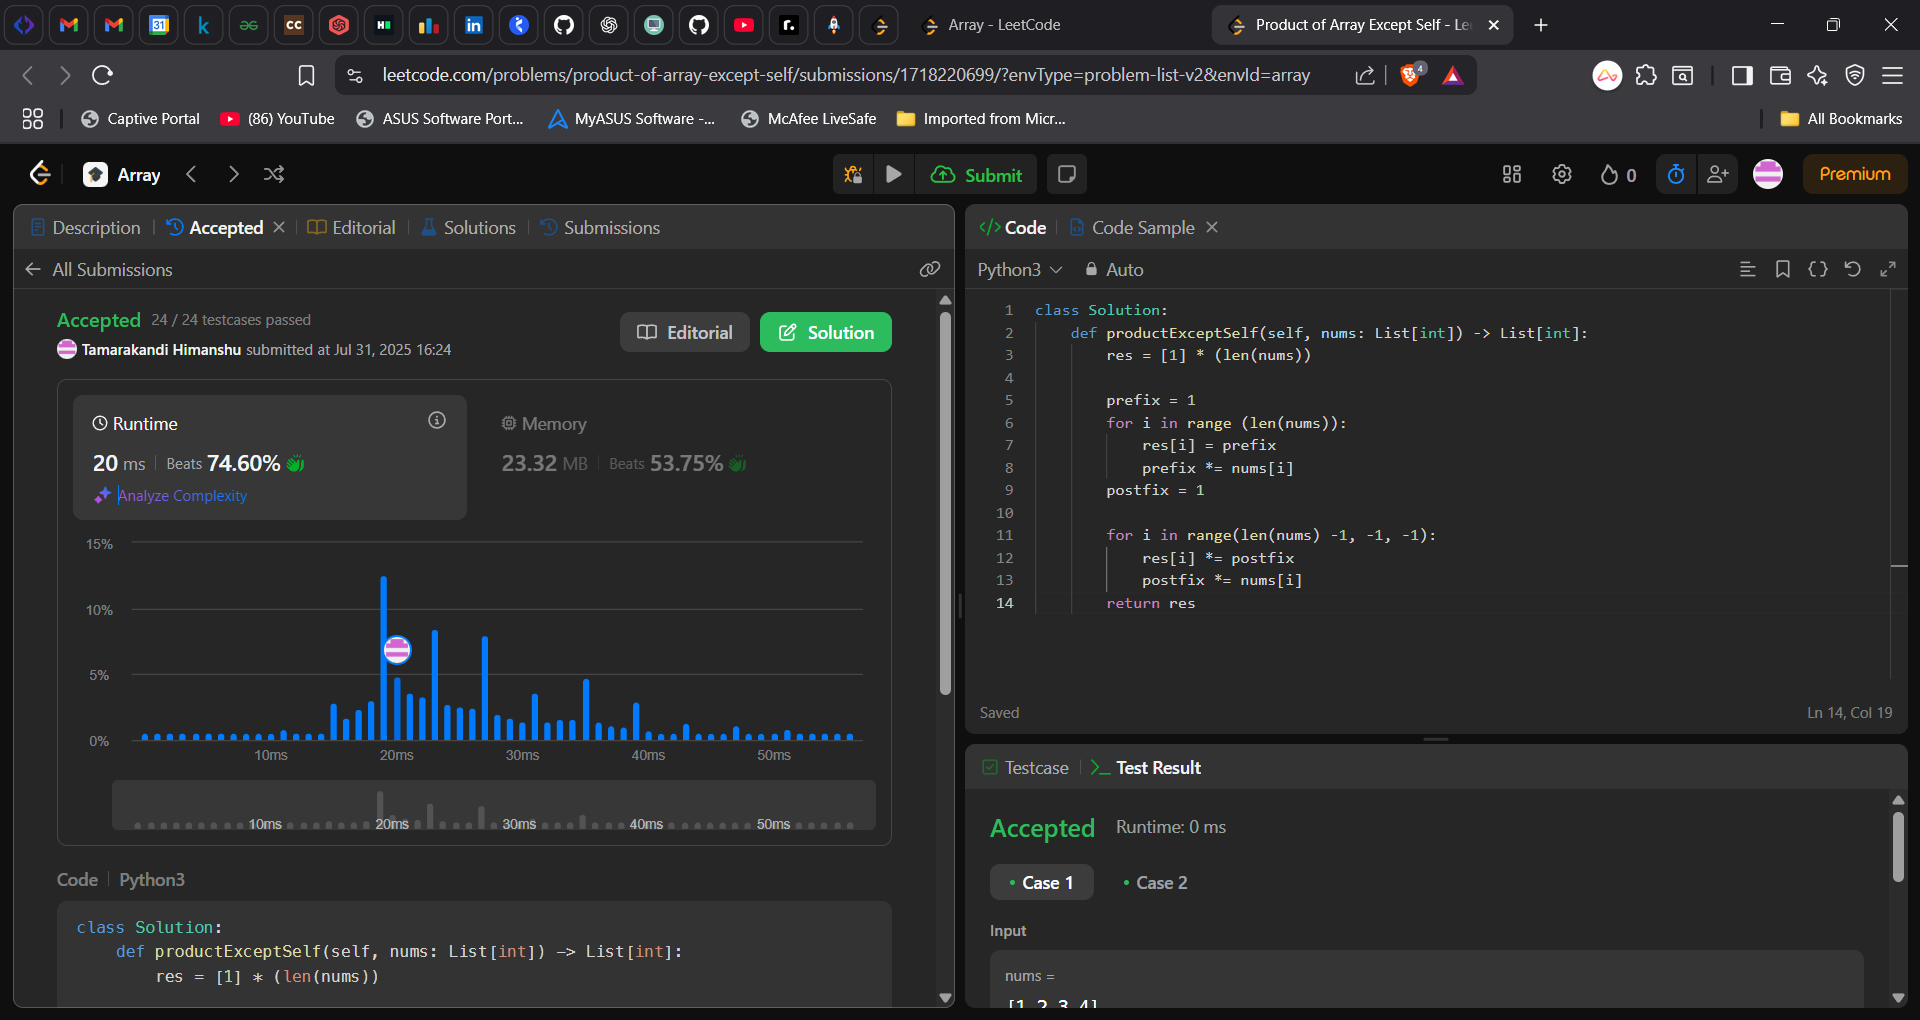 Array - LeetCode
Product of Array Except Self - Le
leetcode.com/problems/product-of-array-except-self/submissions/1718220699/?envType=problem-list-v2&envId=array
4
Captive Portal
(86) YouTube
ASUS Software Port...
MyASUS Software -...
McAfee LiveSafe
Imported from Micr...
All Bookmarks
Array
Submit
0
Premium
Description
Accepted
Editorial
Solutions
Submissions
All Submissions
Accepted 24 / 24 testcases passed
Tamarakandi Himanshu submitted at Jul 31, 2025 16:24
Editorial
Solution
Runtime
20 ms Beats 74.60%
Analyze Complexity
Memory
23.32 MB Beats 53.75%
15%
10%
5%
0%
10ms 20ms 30ms 40ms 50ms
10ms 20ms 30ms 40ms 50ms
Code Python3
class Solution:
def productExceptSelf(self, nums: List[int]) -> List[int]:
res = [1] * (len(nums))
</> Code
Code Sample
Python3
Auto
1 class Solution:
2 def productExceptSelf(self, nums: List[int]) -> List[int]:
3 res = [1] * (len(nums))
4
5 prefix = 1
6 for i in range (len(nums)):
7 res[i] = prefix
8 prefix *= nums[i]
9 postfix = 1
10
11 for i in range(len(nums) -1, -1, -1):
12 res[i] *= postfix
13 postfix *= nums[i]
14 return res
Saved
Ln 14, Col 19
Testcase
Test Result
Accepted Runtime: 0 ms
Case 1
Case 2
Input
nums =
[1,2,3,4]